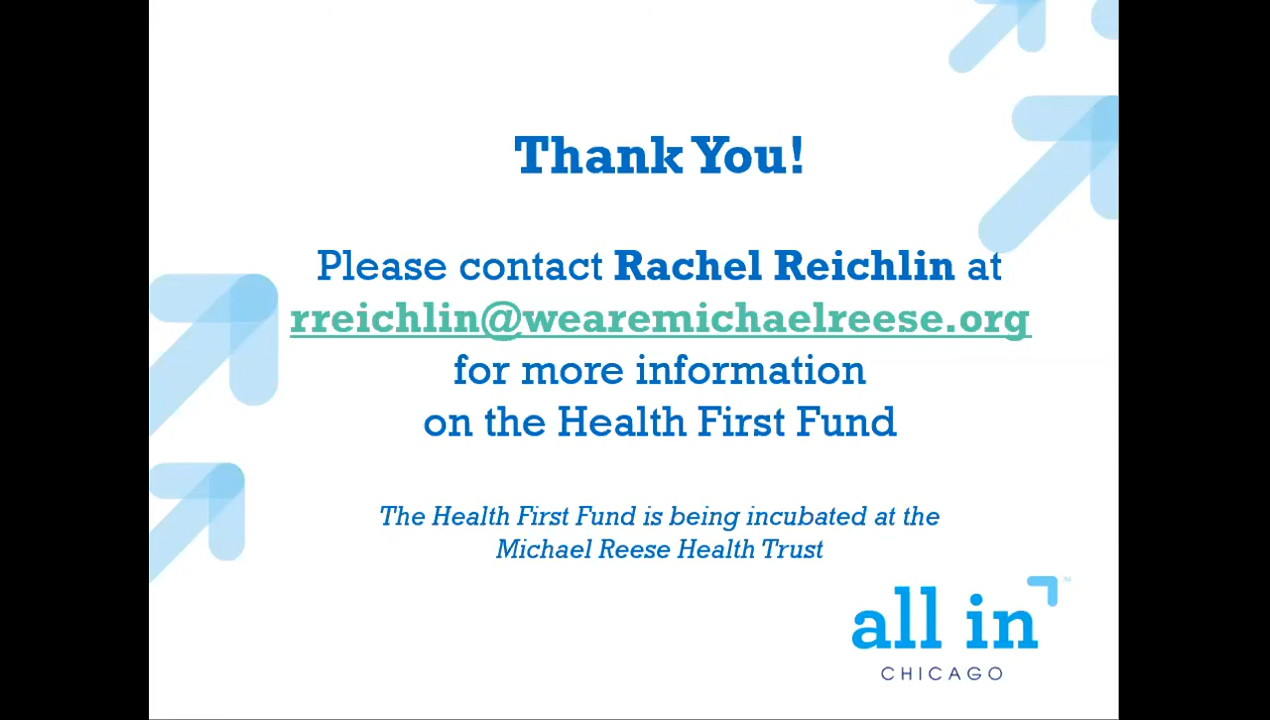 Thank You!
Please contact Rachel Reichlin at
rreichlin@wearemichaelreese.org
for more information
on the Health First Fund
The Health First Fund is being incubated at the
Michael Reese Health Trust
all in™
CHICAGO